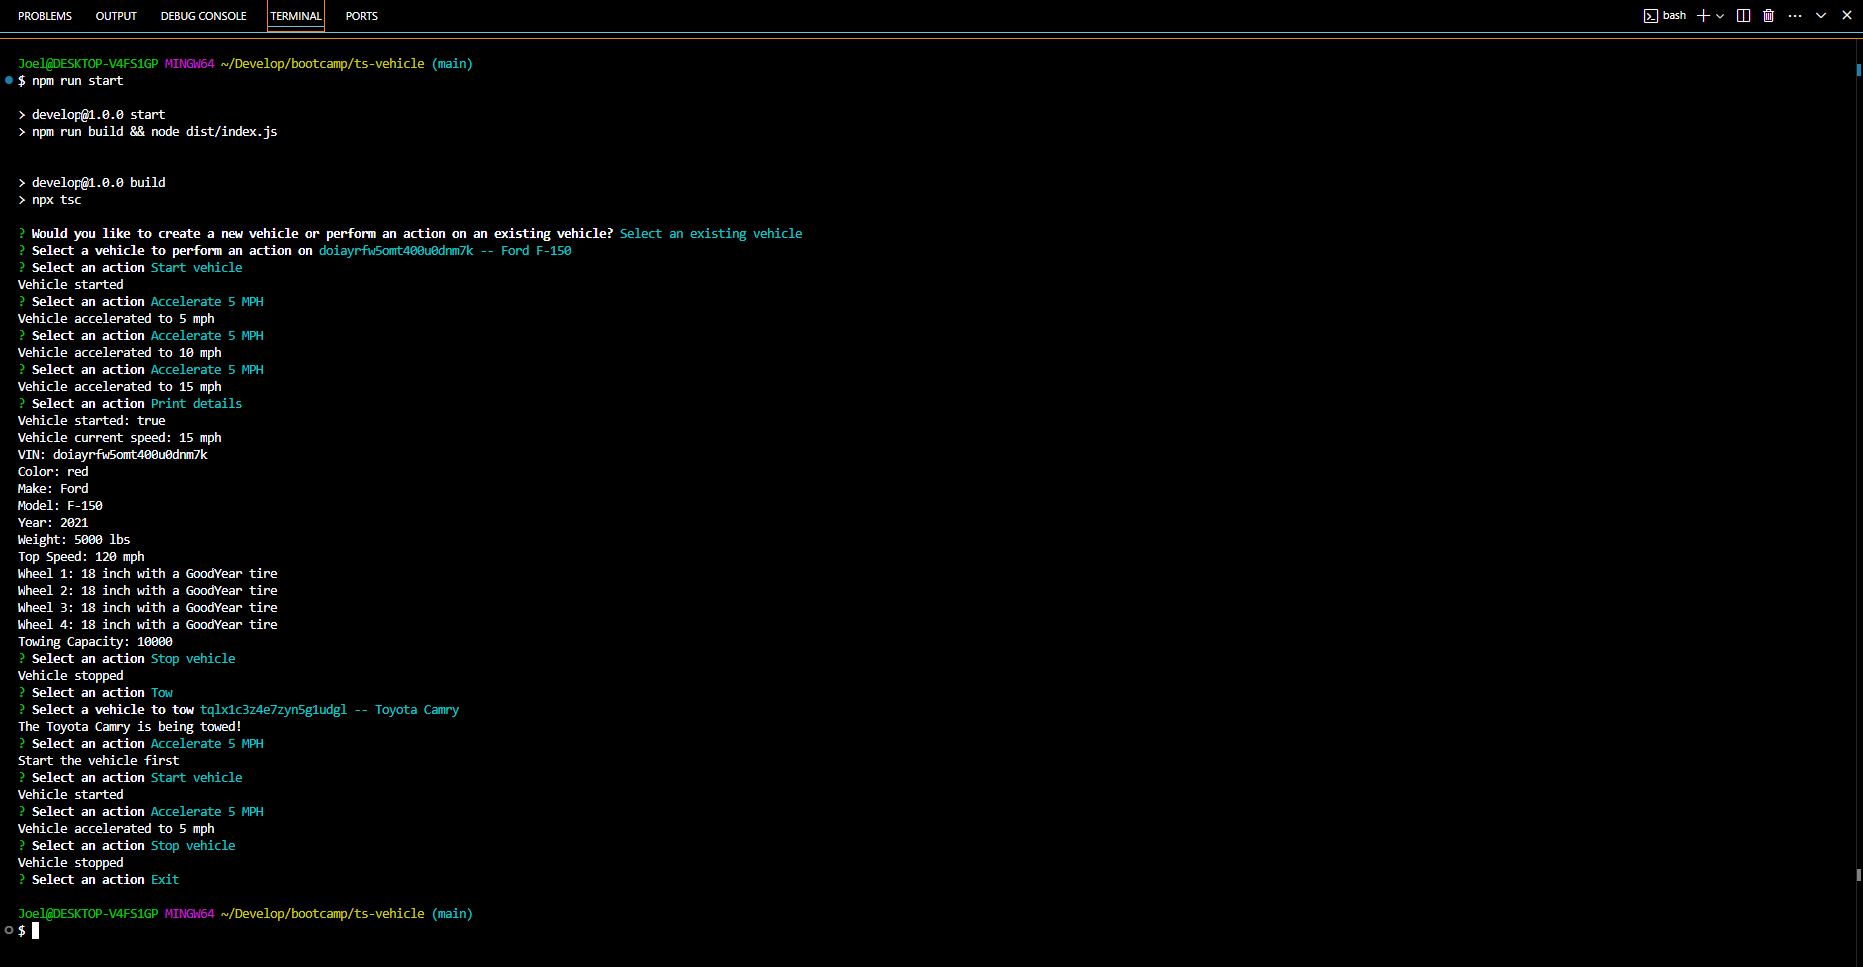 PROBLEMS OUTPUT DEBUG CONSOLE TERMINAL PORTS bash
Joel@DESKTOP-V4FS1GP MINGW64 ~/Develop/bootcamp/ts-vehicle (main)
$ npm run start
> develop@1.0.0 start
> npm run build && node dist/index.js
> develop@1.0.0 build
> npx tsc
? Would you like to create a new vehicle or perform an action on an existing vehicle? Select an existing vehicle
? Select a vehicle to perform an action on doiayrfw5omt400u0dnm7k -- Ford F-150
? Select an action Start vehicle
Vehicle started
? Select an action Accelerate 5 MPH
Vehicle accelerated to 5 mph
? Select an action Accelerate 5 MPH
Vehicle accelerated to 10 mph
? Select an action Accelerate 5 MPH
Vehicle accelerated to 15 mph
? Select an action Print details
Vehicle started: true
Vehicle current speed: 15 mph
VIN: doiayrfw5omt400u0dnm7k
Color: red
Make: Ford
Model: F-150
Year: 2021
Weight: 5000 lbs
Top Speed: 120 mph
Wheel 1: 18 inch with a GoodYear tire
Wheel 2: 18 inch with a GoodYear tire
Wheel 3: 18 inch with a GoodYear tire
Wheel 4: 18 inch with a GoodYear tire
Towing Capacity: 10000
? Select an action Stop vehicle
Vehicle stopped
? Select an action Tow
? Select a vehicle to tow tqlx1c3z4e7zyn5g1udgl -- Toyota Camry
The Toyota Camry is being towed!
? Select an action Accelerate 5 MPH
Start the vehicle first
? Select an action Start vehicle
Vehicle started
? Select an action Accelerate 5 MPH
Vehicle accelerated to 5 mph
? Select an action Stop vehicle
Vehicle stopped
? Select an action Exit
Joel@DESKTOP-V4FS1GP MINGW64 ~/Develop/bootcamp/ts-vehicle (main)
$